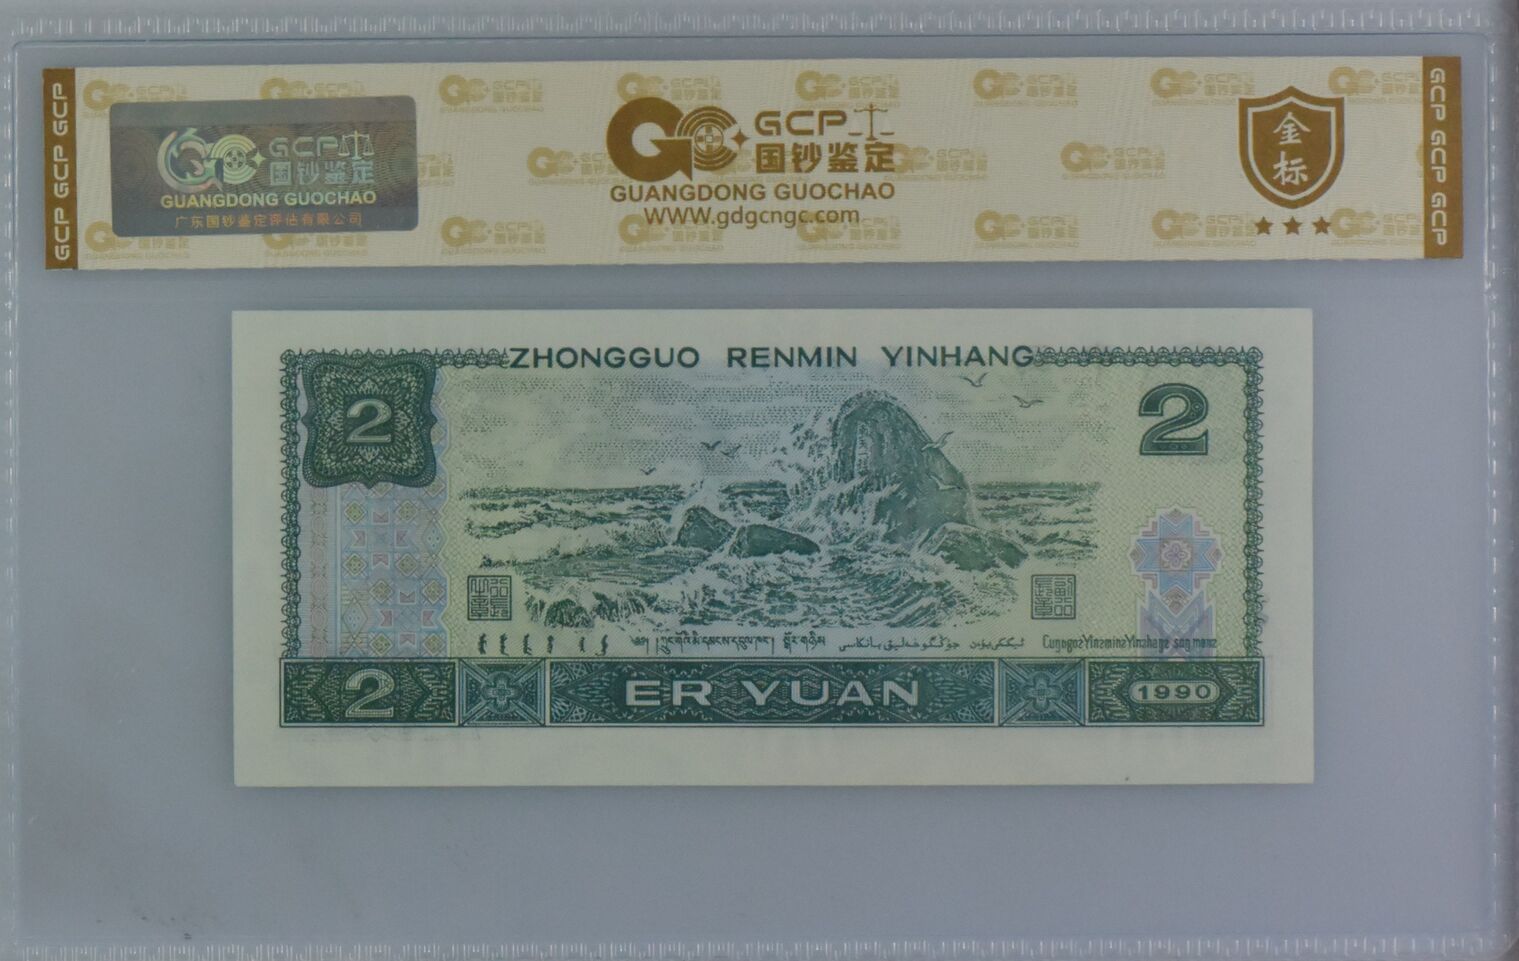 GCP GCP GCP
GCP
国钞鉴定
GUANGDONG GUOCHAO
广东国钞鉴定评估有限公司
GCP
国钞鉴定
GUANGDONG GUOCHAO
WWW.gdgcngc.com
金
标
GCP GCP GCP GCP
ZHONGGUO RENMIN YINHANG
2
2
2
ER YUAN
1990